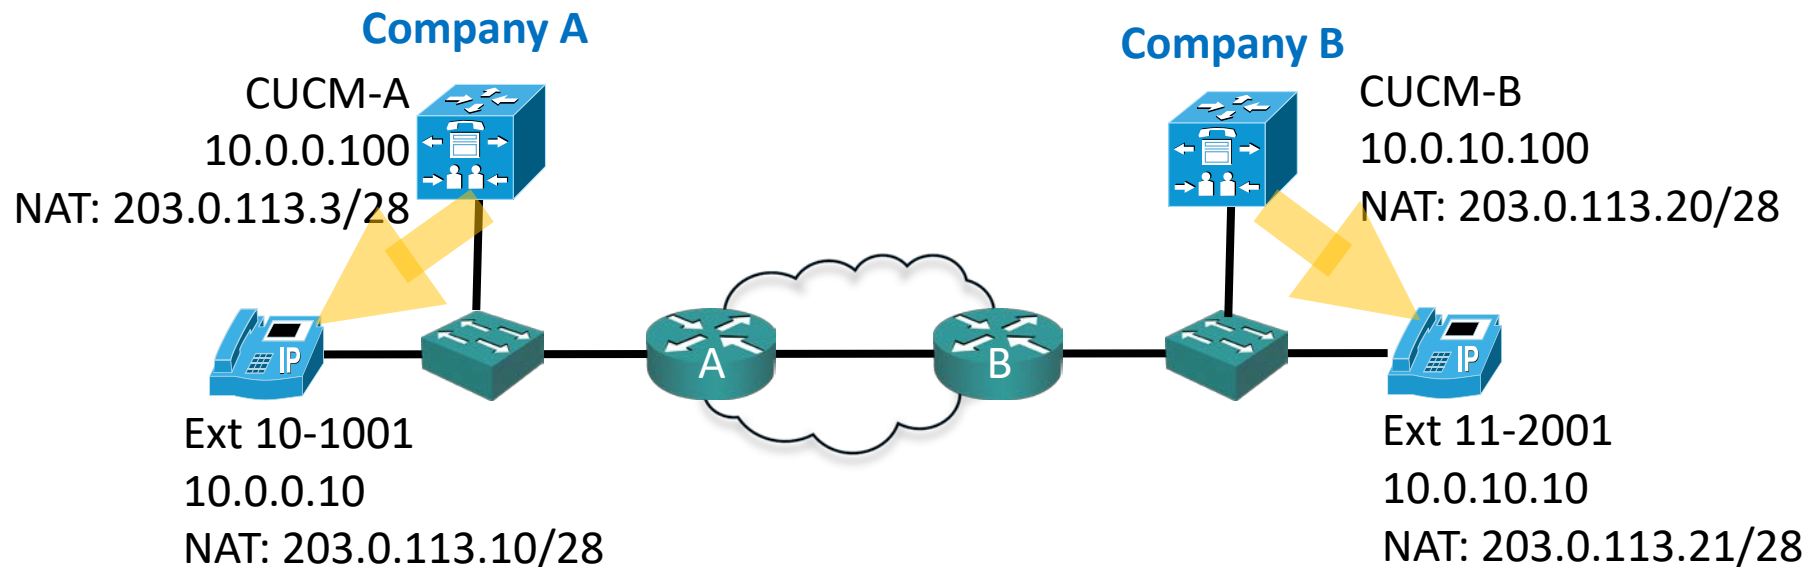 Company A
CUCM-A
10.0.0.100
NAT: 203.0.113.3/28
Company B
CUCM-B
10.0.10.100
NAT: 203.0.113.20/28
IP
A
B
IP
Ext 10-1001
10.0.0.10
NAT: 203.0.113.10/28
Ext 11-2001
10.0.10.10
NAT: 203.0.113.21/28